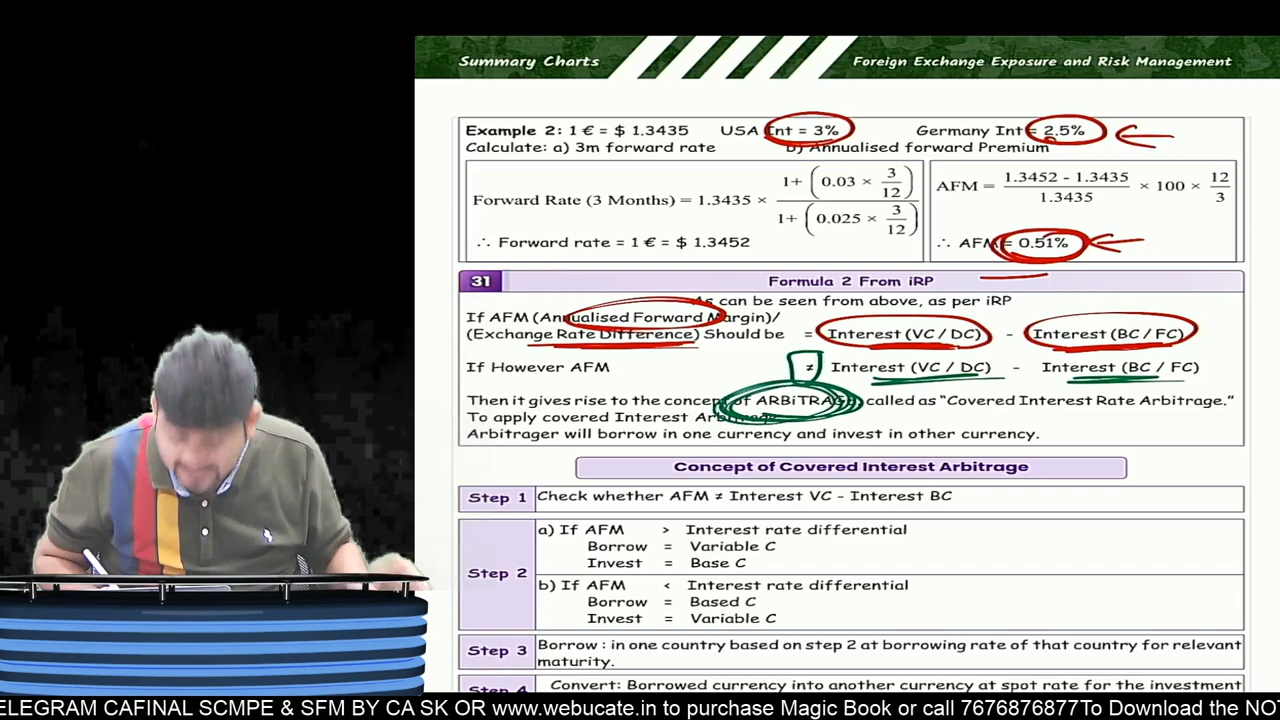 Summary Charts
Foreign Exchange Exposure and Risk Management
Example 2: 1 € = $ 1.3435 USA Int = 3% Germany Int = 2.5%
Calculate: a) 3m forward rate b) Annualised forward Premium
Forward Rate (3 Months) = 1.3435 × 1+ ( 0.03 × 3/12 ) / 1+ ( 0.025 × 3/12 )
∴ Forward rate = 1 € = $ 1.3452
AFM = 1.3452 - 1.3435 / 1.3435 × 100 × 12/3
∴ AFM = 0.51%
31 Formula 2 From iRP
As can be seen from above, as per iRP
If AFM (Annualised Forward Margin)/
(Exchange Rate Difference) Should be = Interest (VC / DC) - Interest (BC / FC)
If However AFM ≠ Interest (VC / DC) - Interest (BC / FC)
Then it gives rise to the concept of ARBiTRAGE, called as “Covered Interest Rate Arbitrage.”
To apply covered Interest Arbitrage
Arbitrager will borrow in one currency and invest in other currency.
Concept of Covered Interest Arbitrage
Step 1 Check whether AFM ≠ Interest VC - Interest BC
Step 2
a) If AFM > Interest rate differential
Borrow = Variable C
Invest = Base C
b) If AFM < Interest rate differential
Borrow = Based C
Invest = Variable C
Step 3 Borrow : in one country based on step 2 at borrowing rate of that country for relevant
maturity.
Step 4 Convert: Borrowed currency into another currency at spot rate for the investment
ELEGRAM CAFINAL SCMPE & SFM BY CA SK OR www.webucate.in to purchase Magic Book or call 7676876877To Download the NO